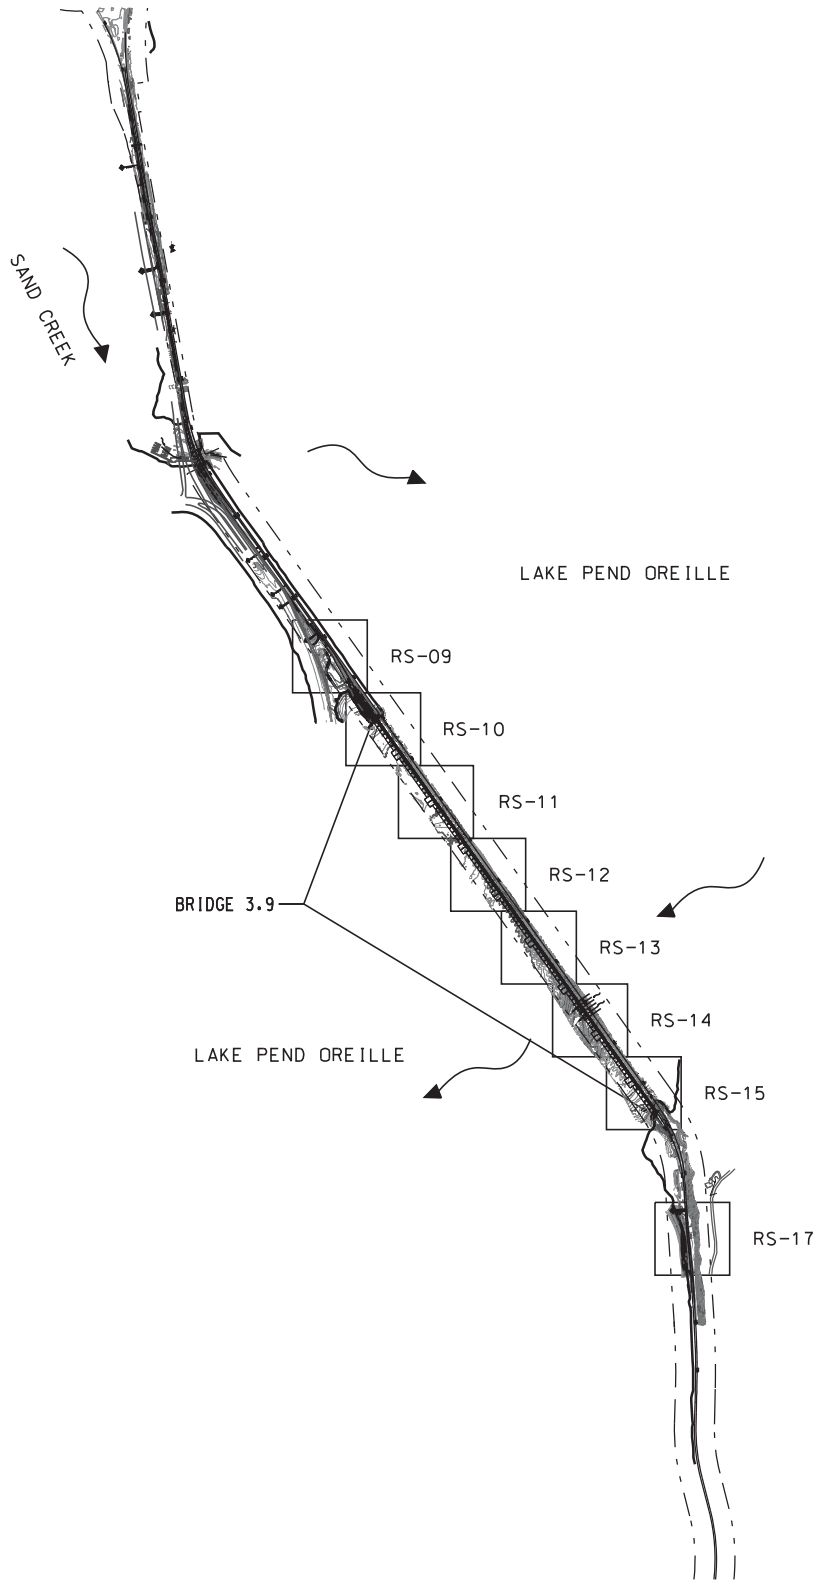 SAND CREEK
LAKE PEND OREILLE
RS-09
RS-10
RS-11
RS-12
BRIDGE 3.9
RS-13
RS-14
LAKE PEND OREILLE
RS-15
RS-17